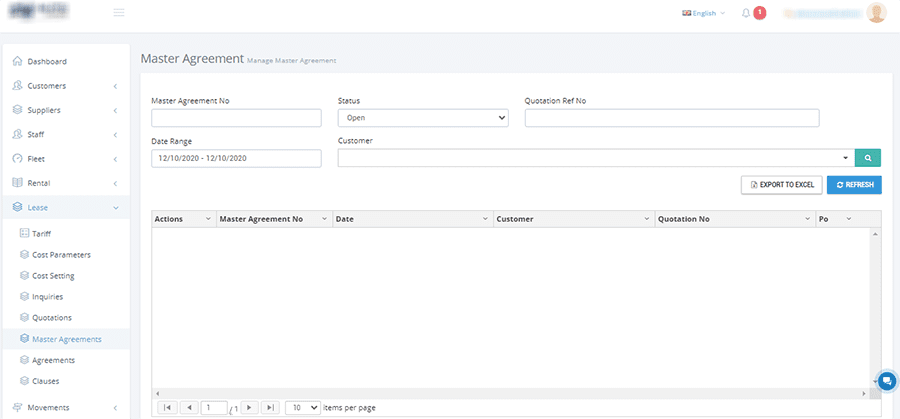 English
1
Dashboard
Customers
Suppliers
Staff
Fleet
Rental
Lease
Tariff
Cost Parameters
Cost Setting
Inquiries
Quotations
Master Agreements
Agreements
Clauses
Movements
Master Agreement Manage Master Agreement
Master Agreement No Status Quotation Ref No
Open
Date Range Customer
12/10/2020 - 12/10/2020
EXPORT TO EXCEL REFRESH
Actions Master Agreement No Date Customer Quotation No Po
1 / 1 10 items per page